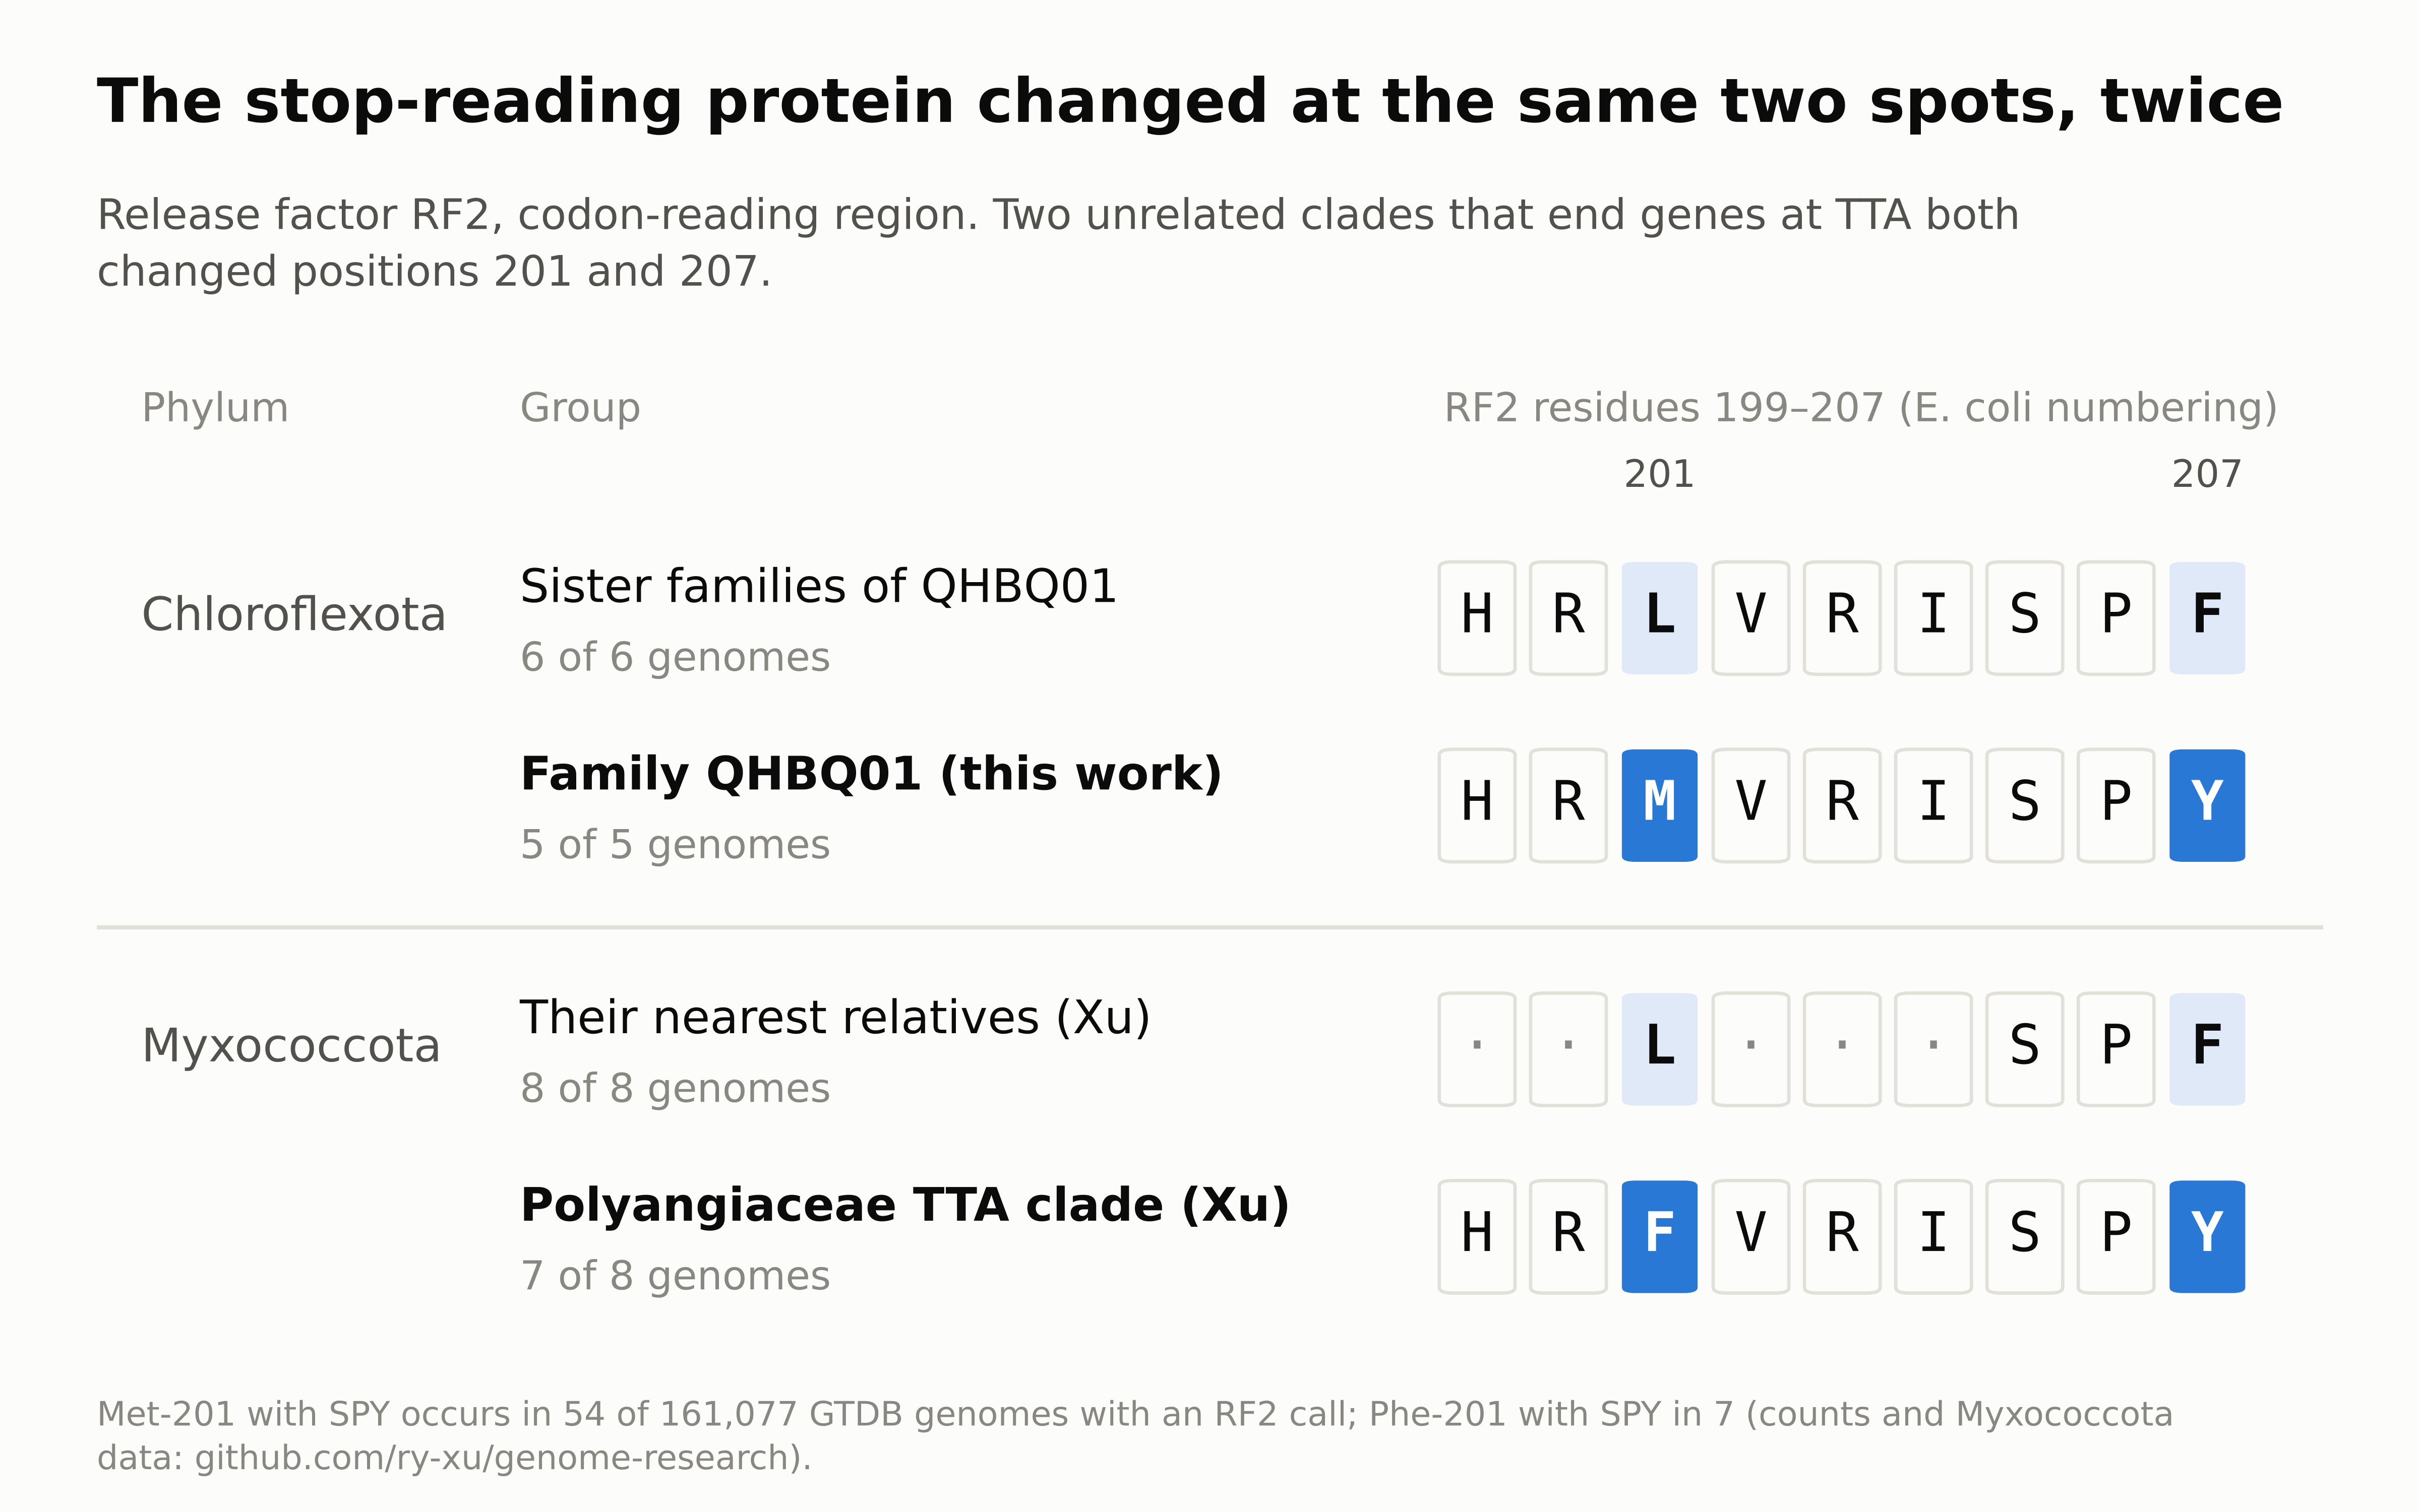 The stop-reading protein changed at the same two spots, twice
Release factor RF2, codon-reading region. Two unrelated clades that end genes at TTA both
changed positions 201 and 207.
Phylum Group RF2 residues 199–207 (E. coli numbering)
201 207
Chloroflexota
Sister families of QHBQ01
6 of 6 genomes
H R L V R I S P F
Family QHBQ01 (this work)
5 of 5 genomes
H R M V R I S P Y
Myxococcota
Their nearest relatives (Xu)
8 of 8 genomes
· · L · · · S P F
Polyangiaceae TTA clade (Xu)
7 of 8 genomes
H R F V R I S P Y
Met-201 with SPY occurs in 54 of 161,077 GTDB genomes with an RF2 call; Phe-201 with SPY in 7 (counts and Myxococcota
data: github.com/ry-xu/genome-research).